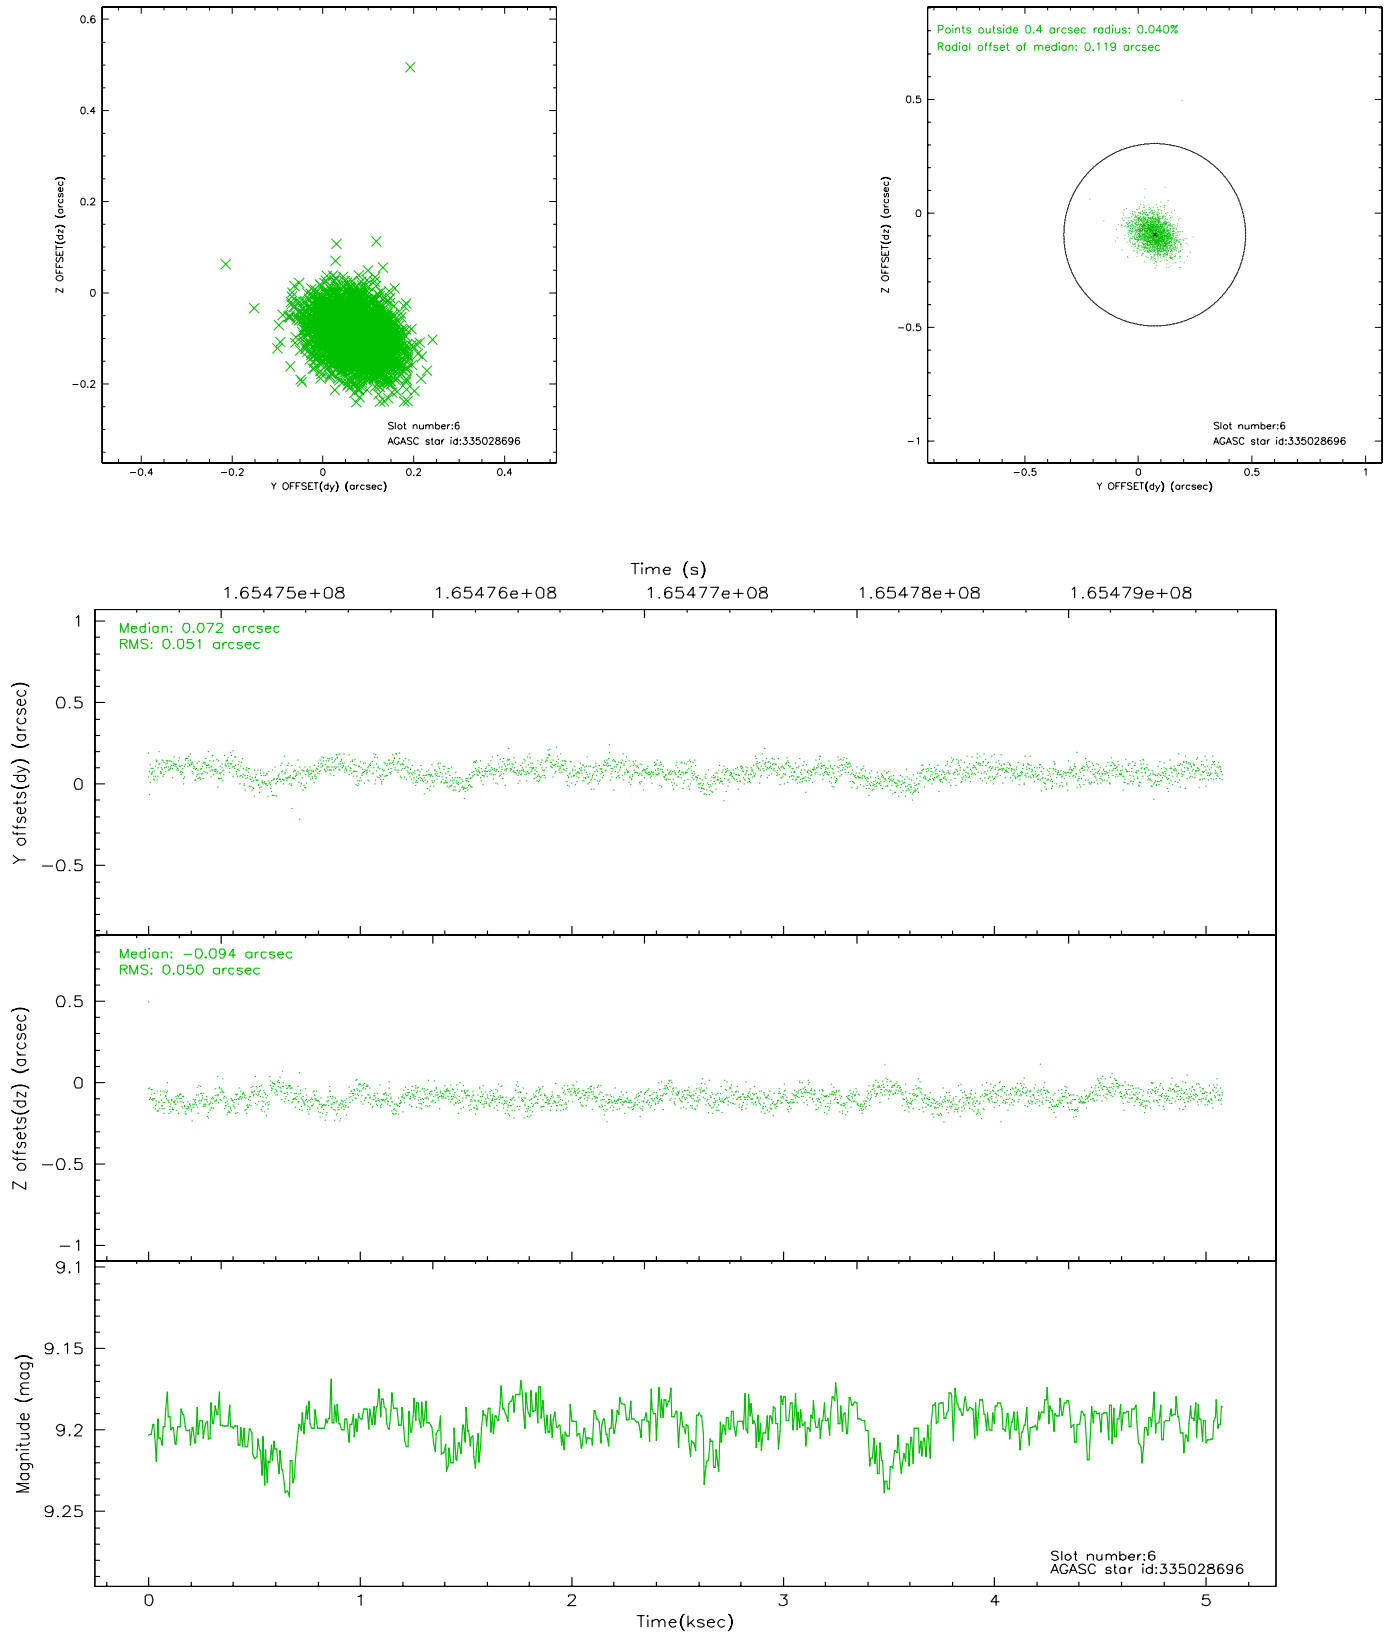 0.6
0.4
0.2
0
−0.2
Z OFFSET(dz) (arcsec)
Slot number:6
AGASC star id:335028696
−0.4 −0.2 0 0.2 0.4
Y OFFSET(dy) (arcsec)
Points outside 0.4 arcsec radius: 0.040%
Radial offset of median: 0.119 arcsec
0.5
0
−0.5
−1
Z OFFSET(dz) (arcsec)
Slot number:6
AGASC star id:335028696
−0.5 0 0.5 1
Y OFFSET(dy) (arcsec)
Time (s)
1.65475e+08 1.65476e+08 1.65477e+08 1.65478e+08 1.65479e+08
Median: 0.072 arcsec
RMS: 0.051 arcsec
1
0.5
0
−0.5
Y offsets(dy) (arcsec)
Median: −0.094 arcsec
RMS: 0.050 arcsec
0.5
0
−0.5
−1
Z offsets(dz) (arcsec)
9.1
9.15
9.2
9.25
Magnitude (mag)
Slot number:6
AGASC star id:335028696
0 1 2 3 4 5
Time(ksec)